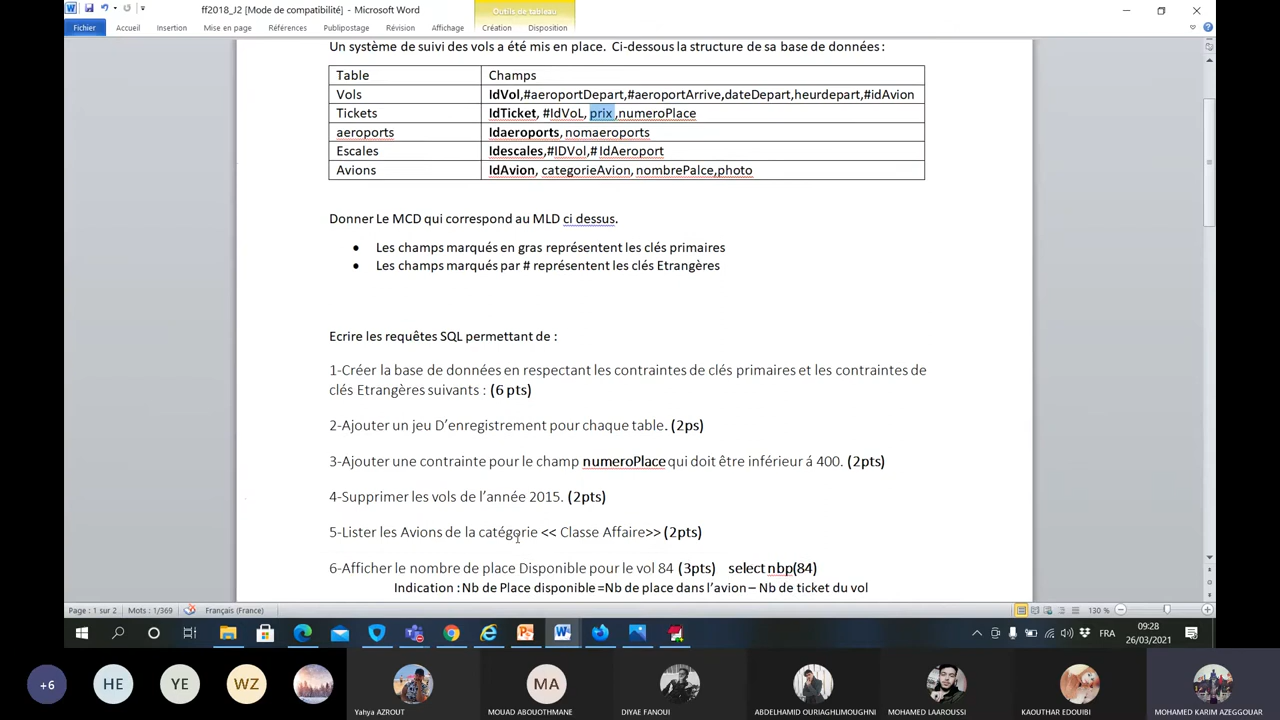 ff2018_J2 [Mode de compatibilité] - Microsoft Word
Outils de tableau
Fichier Accueil Insertion Mise en page Références Publipostage Révision Affichage Création Disposition
Un système de suivi des vols a été mis en place. Ci-dessous la structure de sa base de données :
Table Champs
Vols IdVol,#aeroportDepart,#aeroportArrive,dateDepart,heurdepart,#idAvion
Tickets IdTicket, #IdVoL, prix ,numeroPlace
aeroports Idaeroports, nomaeroports
Escales Idescales,#IDVol,# IdAeroport
Avions IdAvion, categorieAvion, nombrePalce,photo
Donner Le MCD qui correspond au MLD ci dessus.
• Les champs marqués en gras représentent les clés primaires
• Les champs marqués par # représentent les clés Etrangères
Ecrire les requêtes SQL permettant de :
1-Créer la base de données en respectant les contraintes de clés primaires et les contraintes de
clés Etrangères suivants : (6 pts)
2-Ajouter un jeu D’enregistrement pour chaque table. (2ps)
3-Ajouter une contrainte pour le champ numeroPlace qui doit être inférieur á 400. (2pts)
4-Supprimer les vols de l’année 2015. (2pts)
5-Lister les Avions de la catégorie << Classe Affaire>> (2pts)
6-Afficher le nombre de place Disponible pour le vol 84 (3pts) select nbp(84)
Indication : Nb de Place disponible =Nb de place dans l’avion – Nb de ticket du vol
Page : 1 sur 2 Mots : 1/369 Français (France) 130 %
FRA
09:28
26/03/2021
+6 HE YE WZ MA
Yahya AZROUT MOUAD ABOUOTHMANE DIYAE FANOUI ABDELHAMID OURIAGHLIMOUGHNI MOHAMED LAAROUSSI KAOUTHAR EDOUIBI MOHAMED KARIM AZEGGOUAR